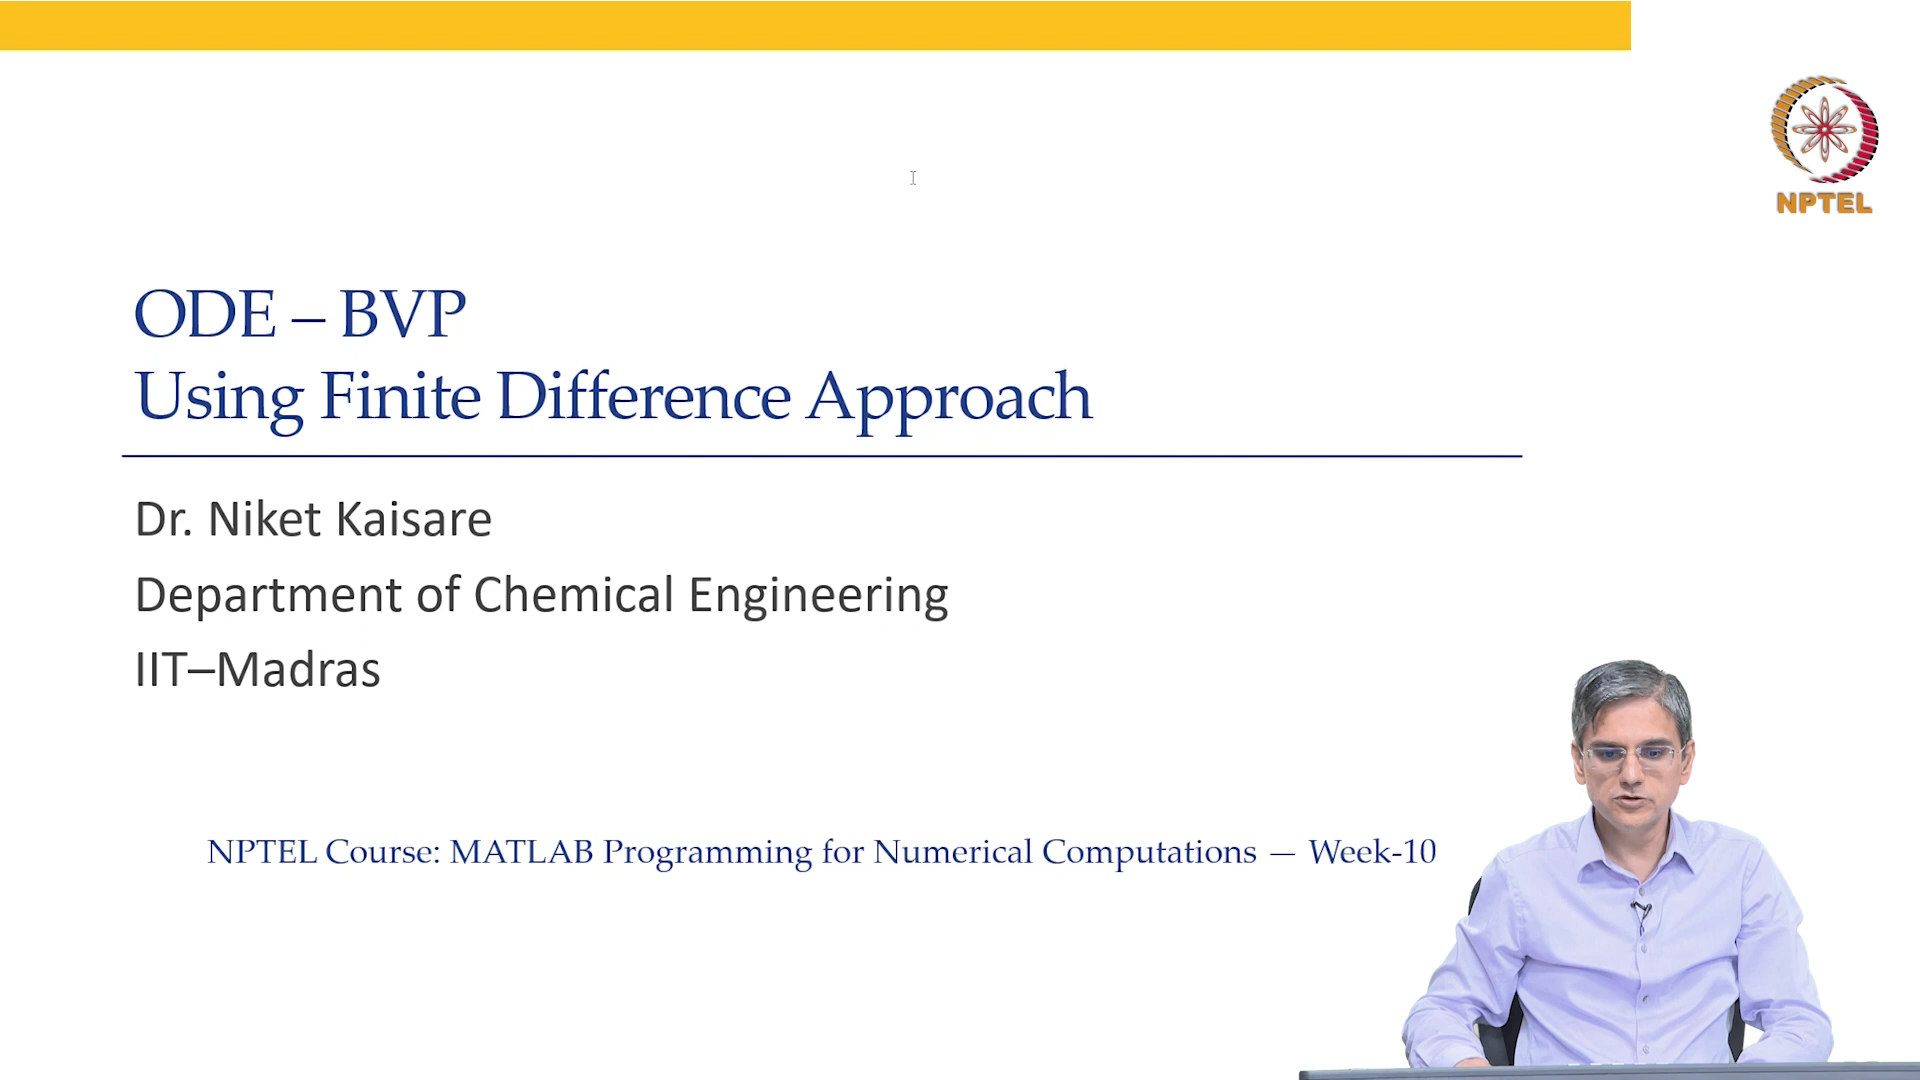 NPTEL
ODE – BVP
Using Finite Difference Approach
Dr. Niket Kaisare
Department of Chemical Engineering
IIT–Madras
NPTEL Course: MATLAB Programming for Numerical Computations — Week-10